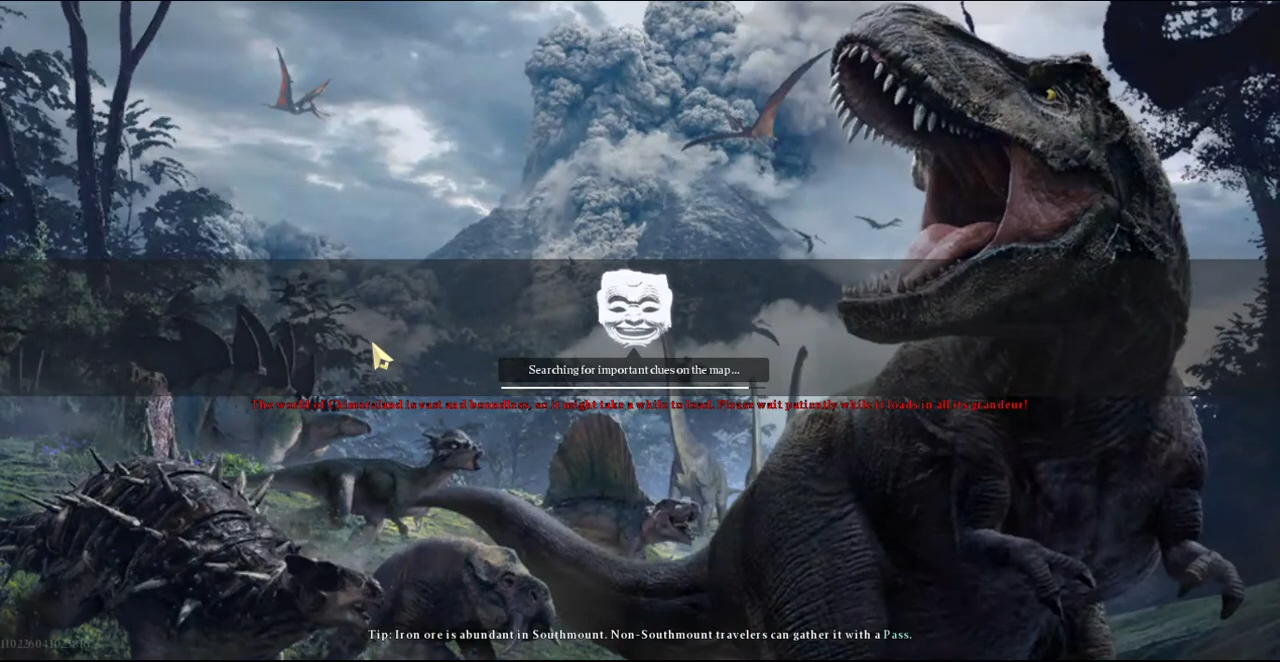 Searching for important clues on the map...
The world of Chimeraland is vast and boundless, so it might take a while to load. Please wait patiently while it loads in all its grandeur!
Tip: Iron ore is abundant in Southmount. Non-Southmount travelers can gather it with a Pass.